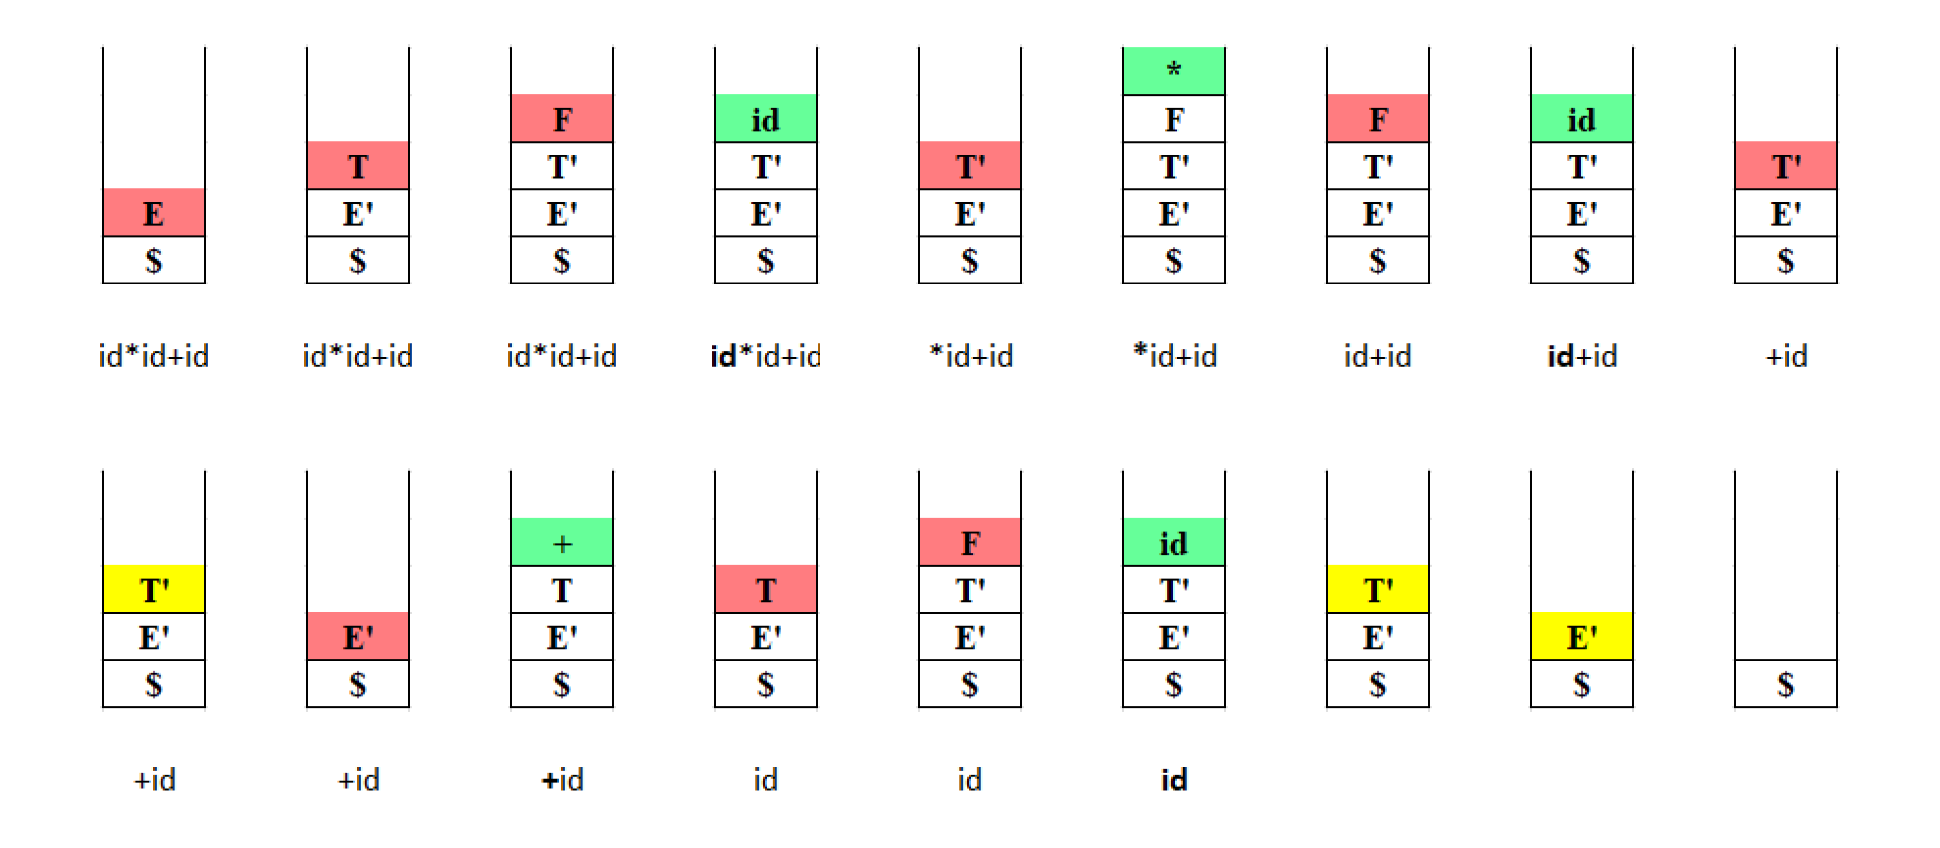 *
F id F F id
T T' T' T' T' T' T' T'
E E' E' E' E' E' E' E' E'
$ $ $ $ $ $ $ $ $
id*id+id id*id+id id*id+id id*id+id *id+id *id+id id+id id+id +id
+ F id
T' T T T' T' T'
E' E' E' E' E' E' E' E'
$ $ $ $ $ $ $ $ $
+id +id +id id id id